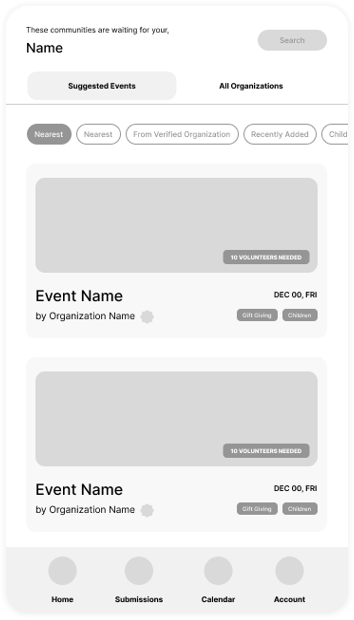 These communities are waiting for your,
Name
Search
Suggested Events
All Organizations
Nearest
Nearest
From Verified Organization
Recently Added
Child
10 VOLUNTEERS NEEDED
Event Name
DEC 00, FRI
by Organization Name
Gift Giving
Children
10 VOLUNTEERS NEEDED
Event Name
DEC 00, FRI
by Organization Name
Gift Giving
Children
Home
Submissions
Calendar
Account